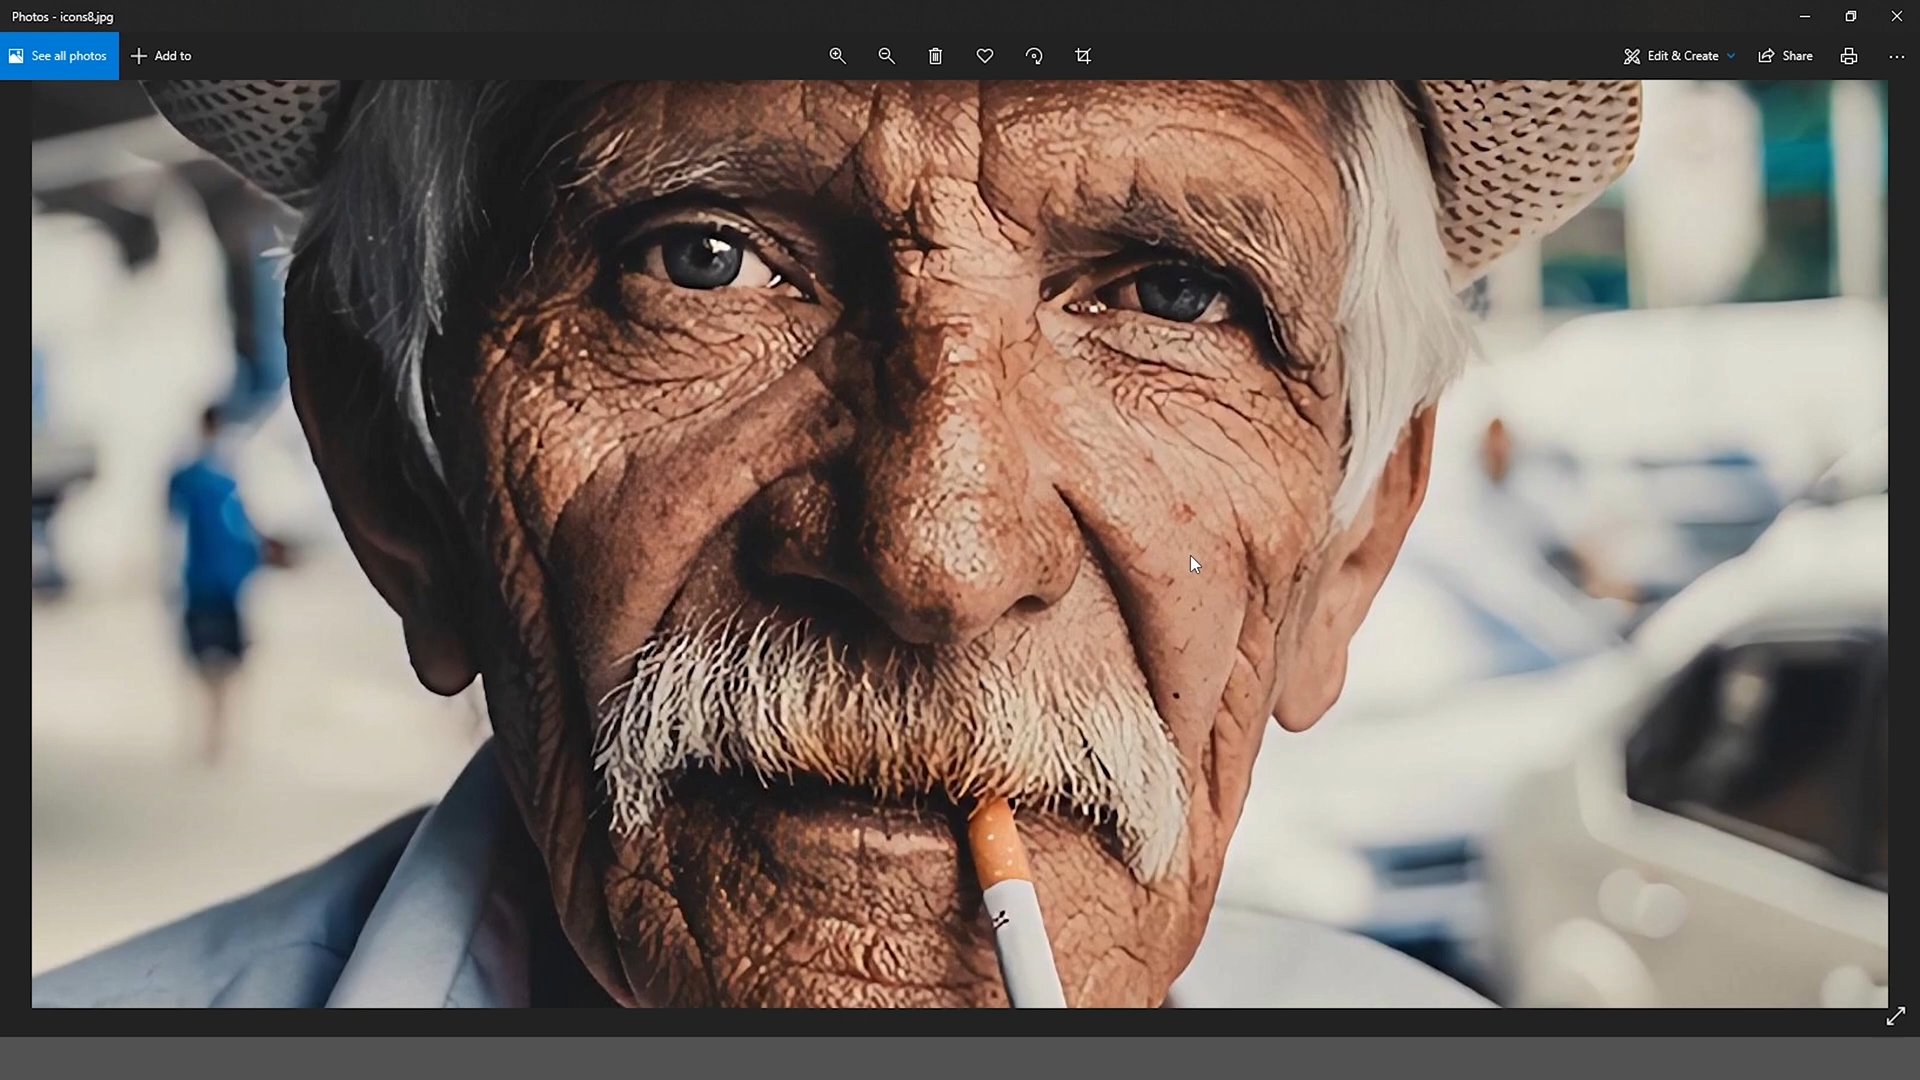 Photos - icons8.jpg
See all photos
Add to
Edit & Create
Share